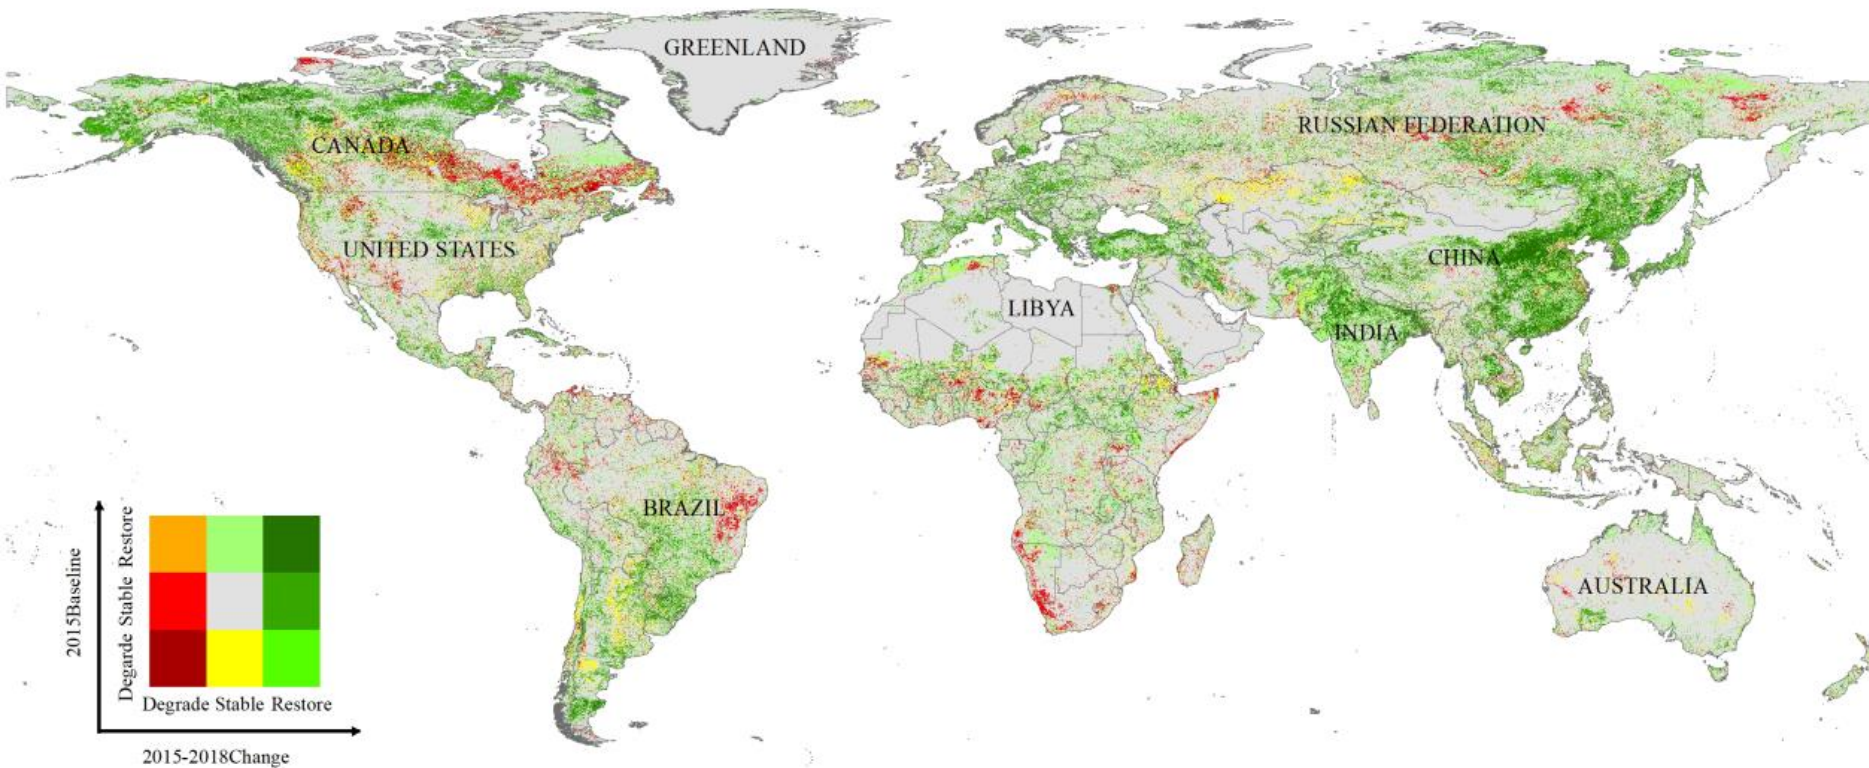 GREENLAND
CANADA
RUSSIAN FEDERATION
UNITED STATES
CHINA
LIBYA
INDIA
BRAZIL
AUSTRALIA
2015Baseline
Degarde Stable Restore
Degrade Stable Restore
2015-2018Change